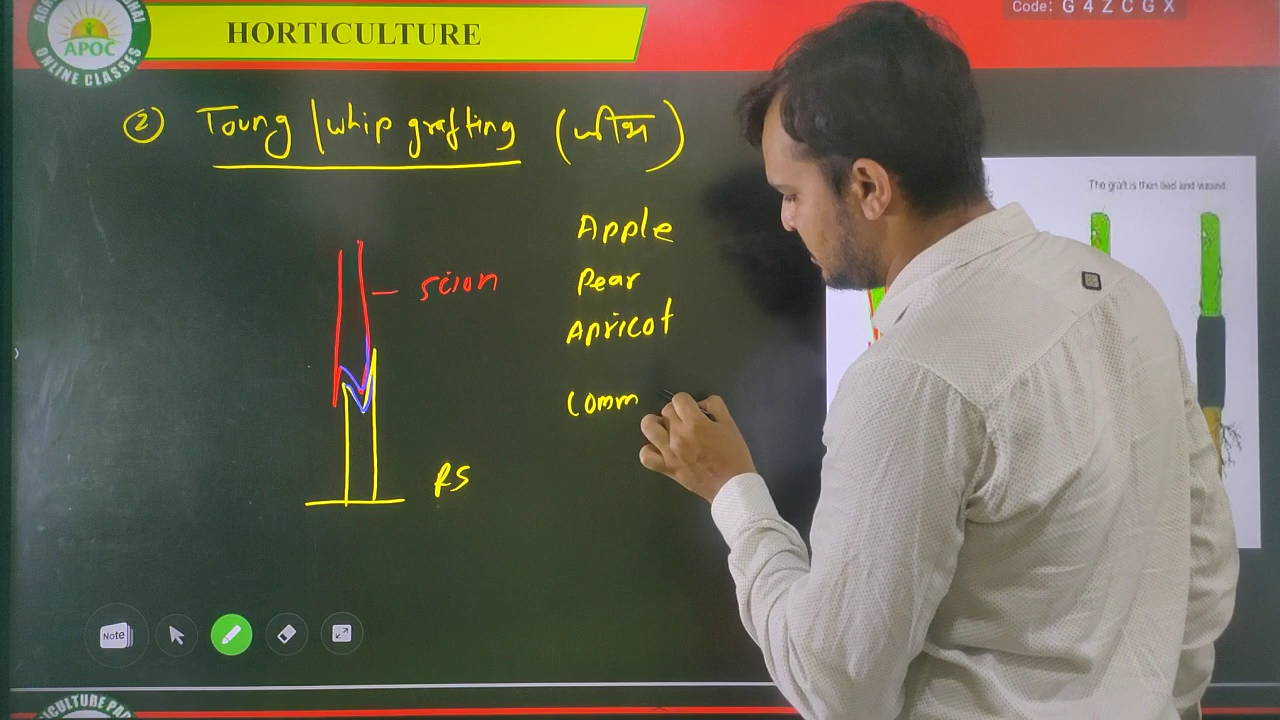 Code: G 4 Z C G X
HORTICULTURE
APOC
ONLINE CLASSES
② Toung / whip grafting (जीभ)
The graft is then tied and waxed.
Apple
Scion
Pear
Apricot
Comm
RS
Note